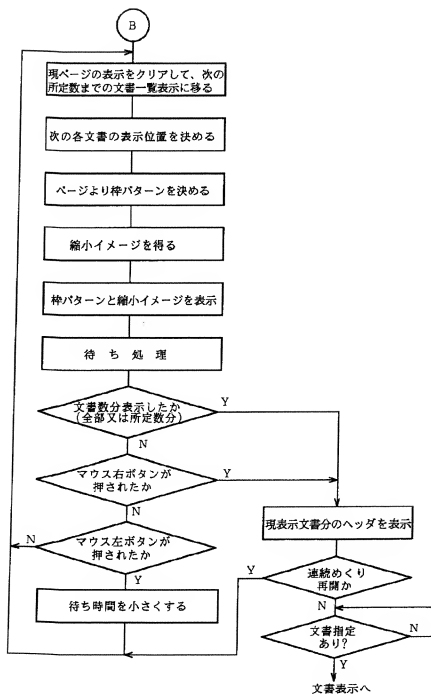 B
現ページの表示をクリアして、次の
所定数までの文書一覧表示に移る
次の各文書の表示位置を決める
ページより枠パターンを決める
縮小イメージを得る
枠パターンと縮小イメージを表示
待ち処理
文書数分表示したか
(全部又は所定数分)
Y
N
マウス右ボタンが
押されたか
Y
N
マウス左ボタンが
押されたか
N
Y
待ち時間を小さくする
現表示文書分のヘッダを表示
連続めくり
再開か
Y
N
文書指定
あり?
N
Y
文書表示へ